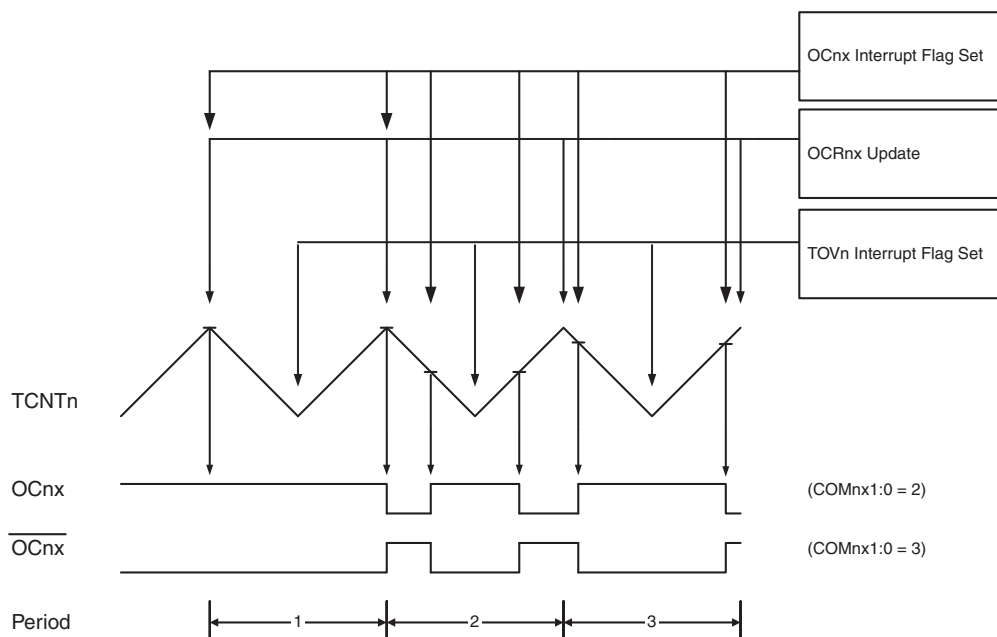 OCnx Interrupt Flag Set
OCRnx Update
TOVn Interrupt Flag Set
TCNTn
OCnx
(COMnx1:0 = 2)
OCnx
(COMnx1:0 = 3)
Period
1
2
3